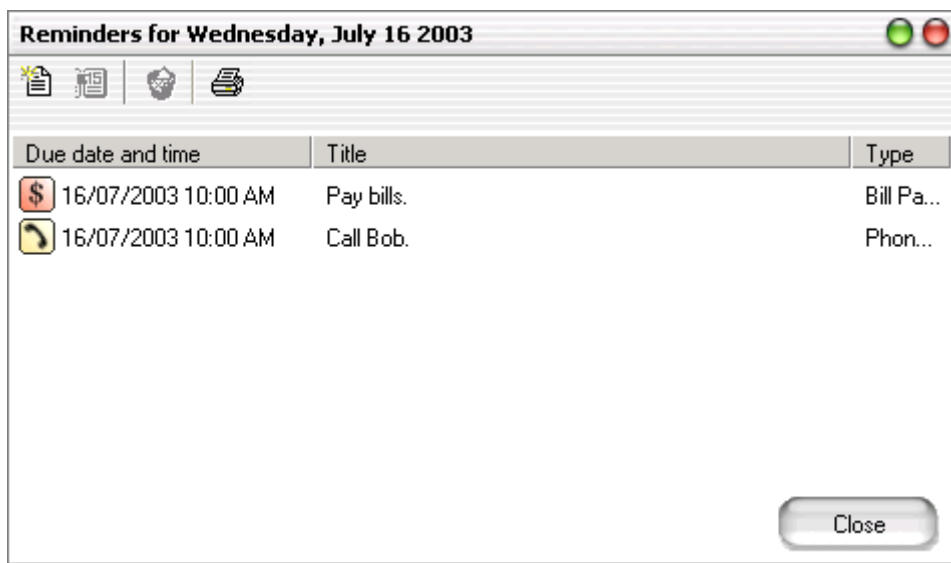 Reminders for Wednesday, July 16 2003
15
Due date and time Title Type
$ 16/07/2003 10:00 AM Pay bills. Bill Pa...
16/07/2003 10:00 AM Call Bob. Phon...
Close